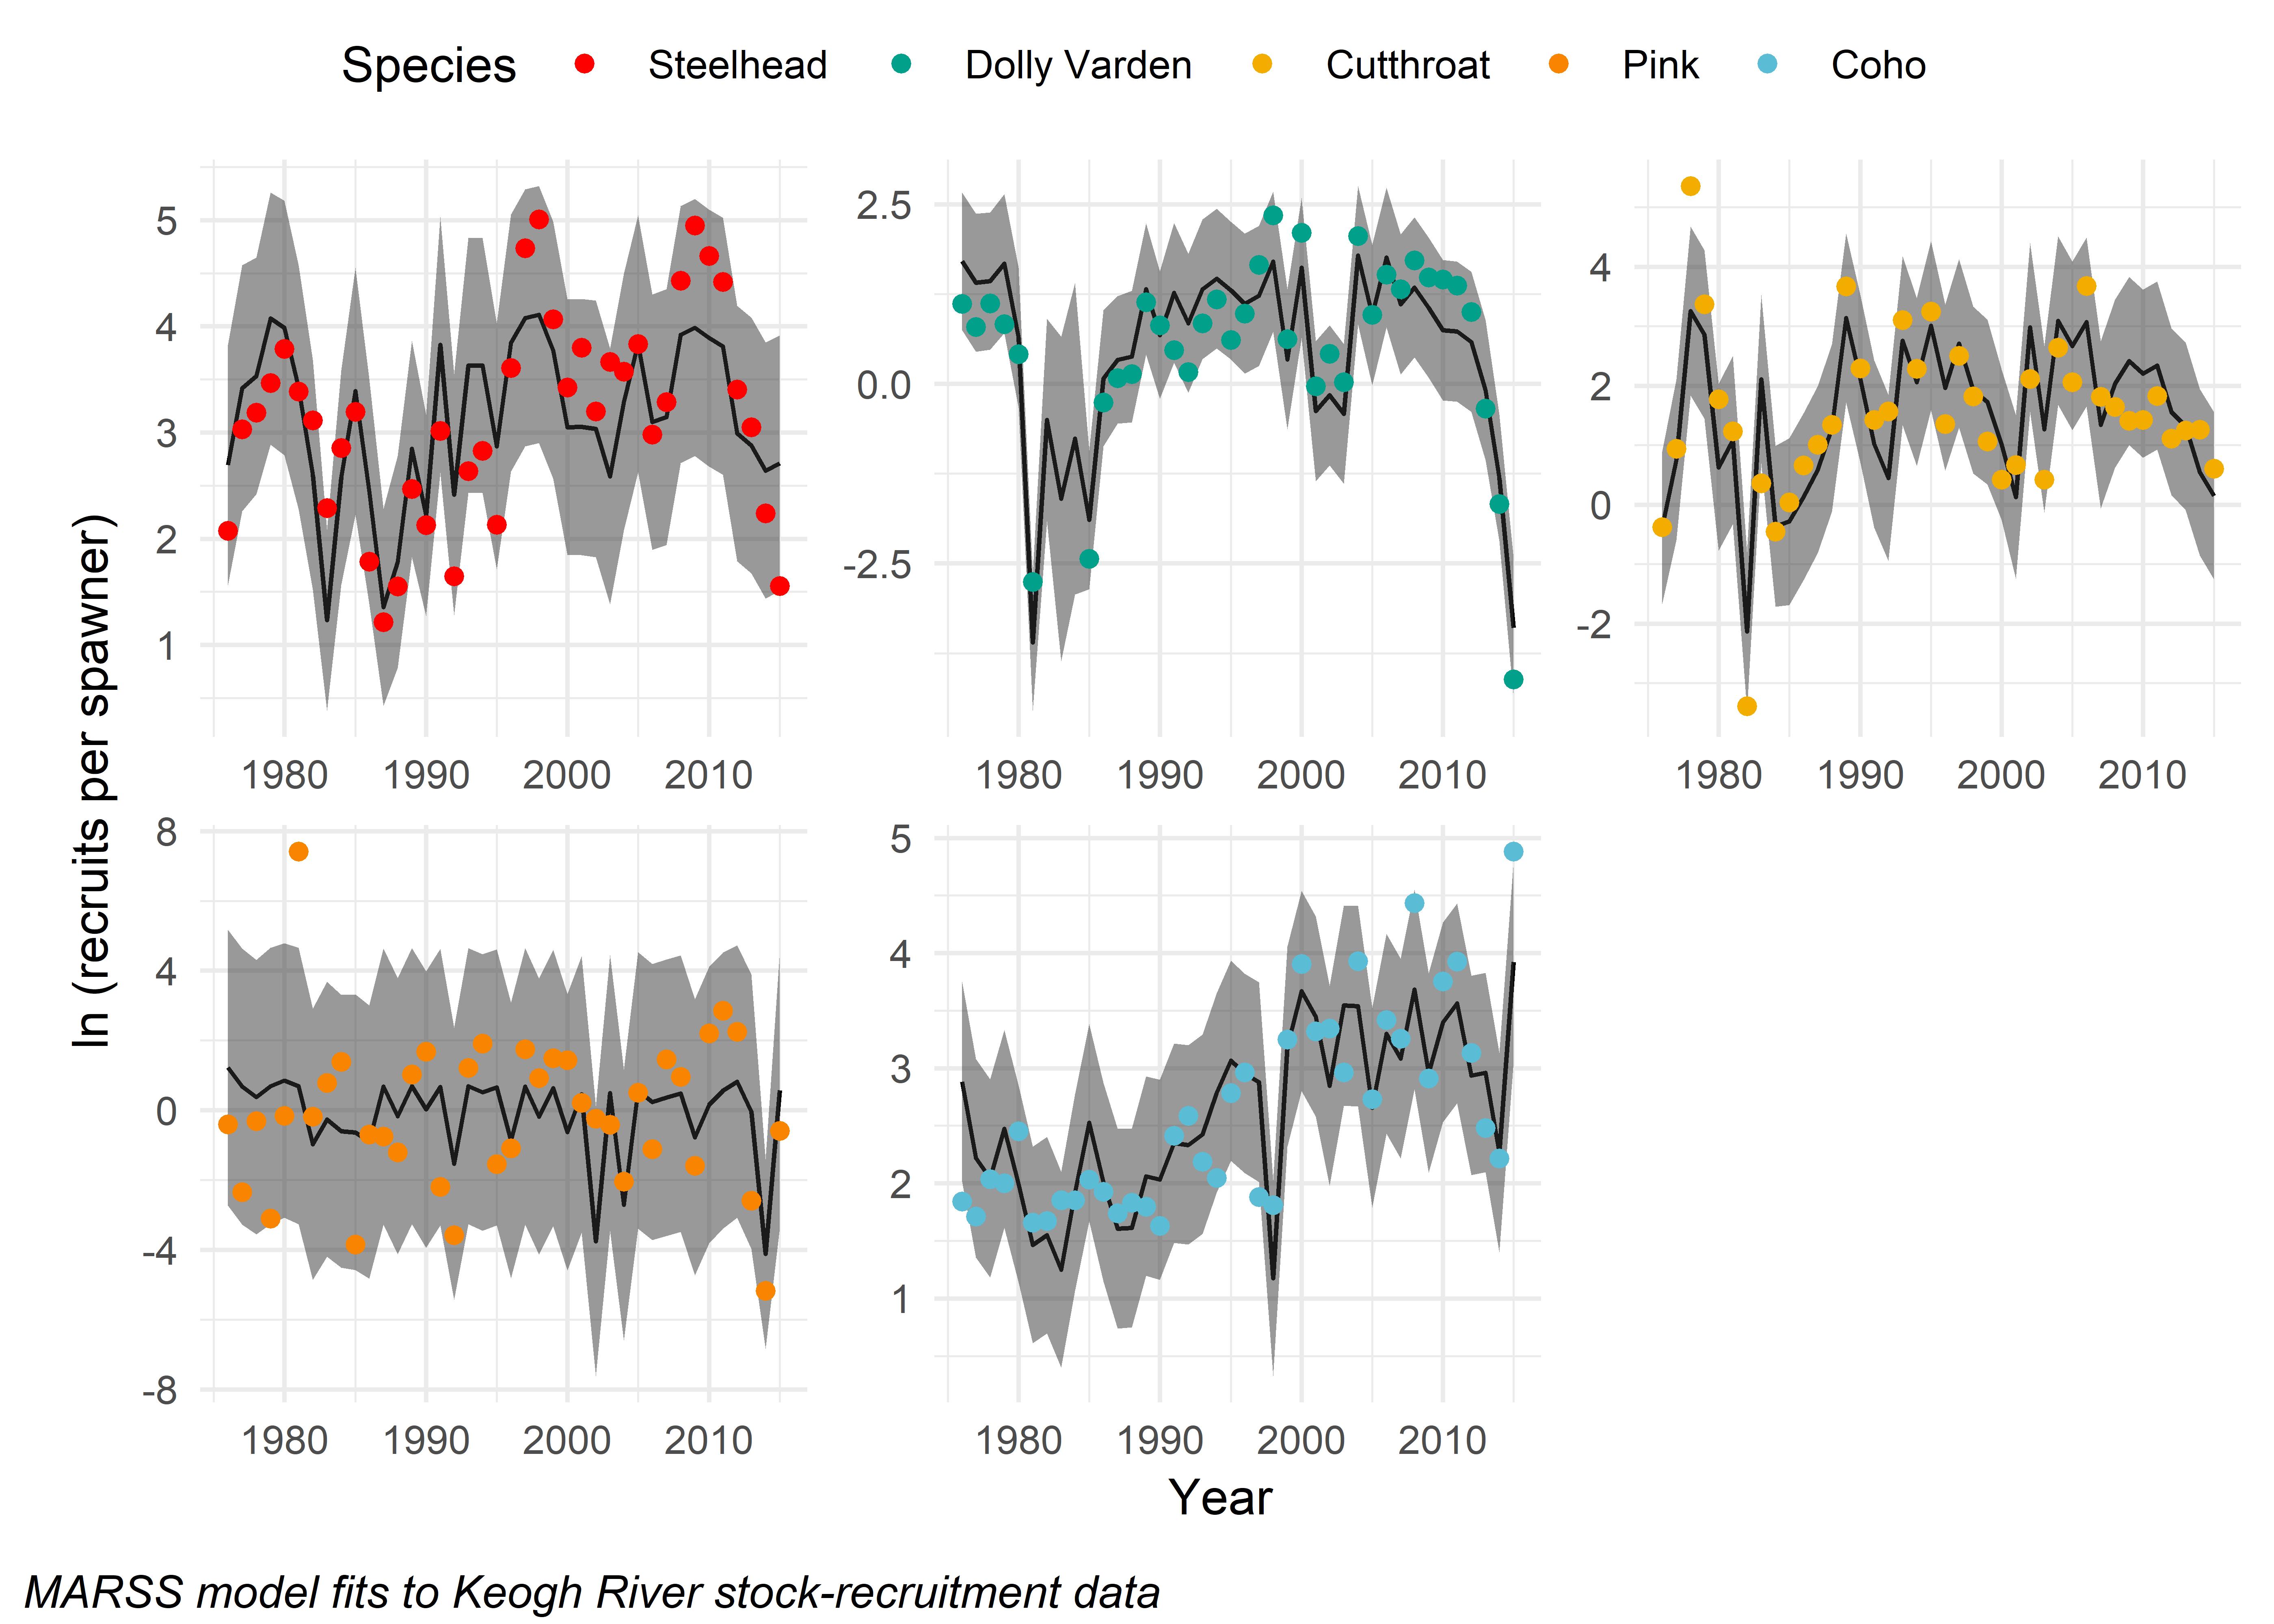 Species Steelhead Dolly Varden Cutthroat Pink Coho
ln (recruits per spawner)
5
4
3
2
1
1980 1990 2000 2010
2.5
0.0
-2.5
1980 1990 2000 2010
4
2
0
-2
1980 1990 2000 2010
8
4
0
-4
-8
1980 1990 2000 2010
5
4
3
2
1
1980 1990 2000 2010
Year
MARSS model fits to Keogh River stock-recruitment data